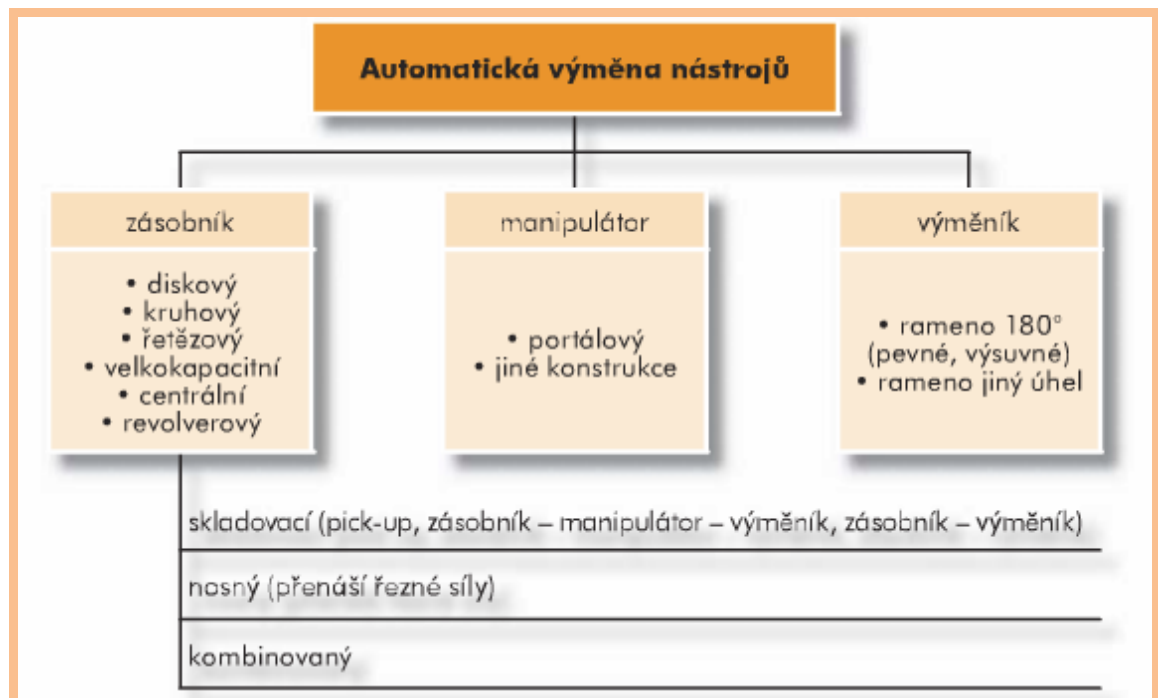 Automatická výměna nástrojů
zásobník
• diskový
• kruhový
• řetězový
• velkokapacitní
• centrální
• revolverový
manipulátor
• portálový
• jiné konstrukce
výměník
• rameno 180°
(pevné, výsuvné)
• rameno jiný úhel
skladovací (pick-up, zásobník – manipulátor – výměník, zásobník – výměník)
nosný (přenáší řezné síly)
kombinovaný